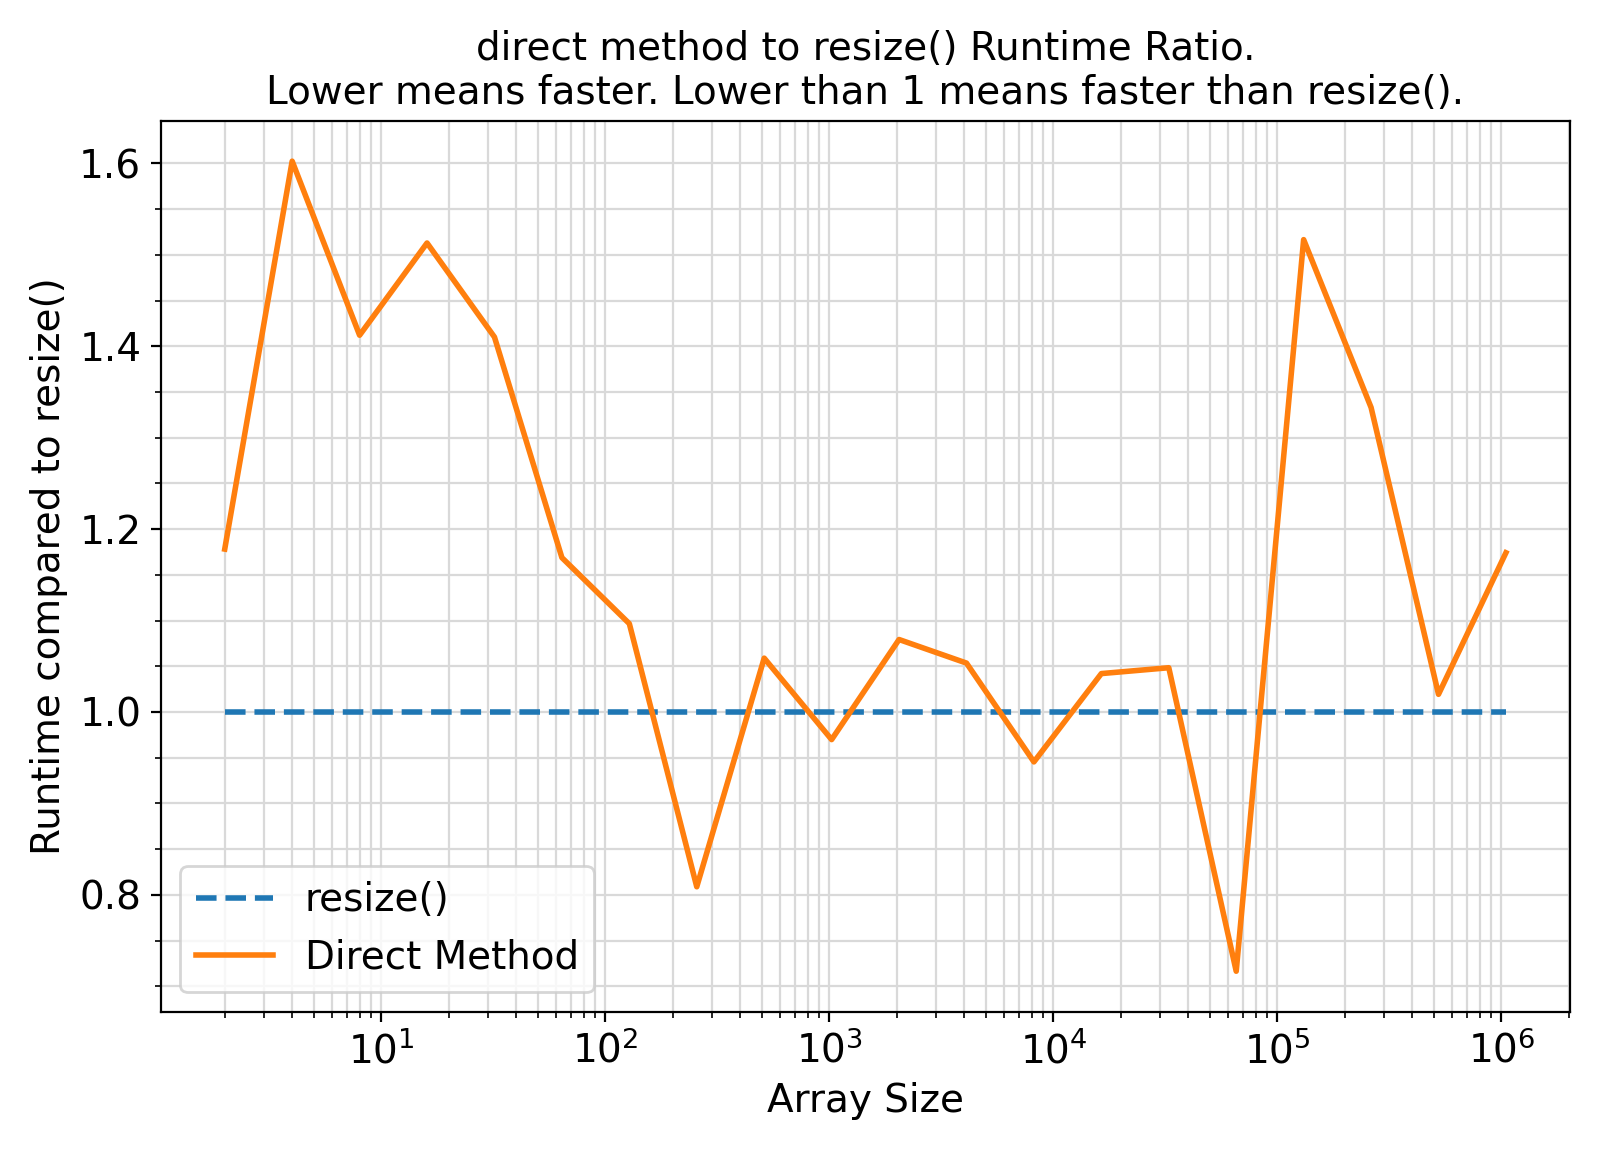 direct method to resize() Runtime Ratio.
Lower means faster. Lower than 1 means faster than resize().
Runtime compared to resize()
1.6
1.4
1.2
1.0
0.8
resize()
Direct Method
10¹ 10² 10³ 10⁴ 10⁵ 10⁶
Array Size